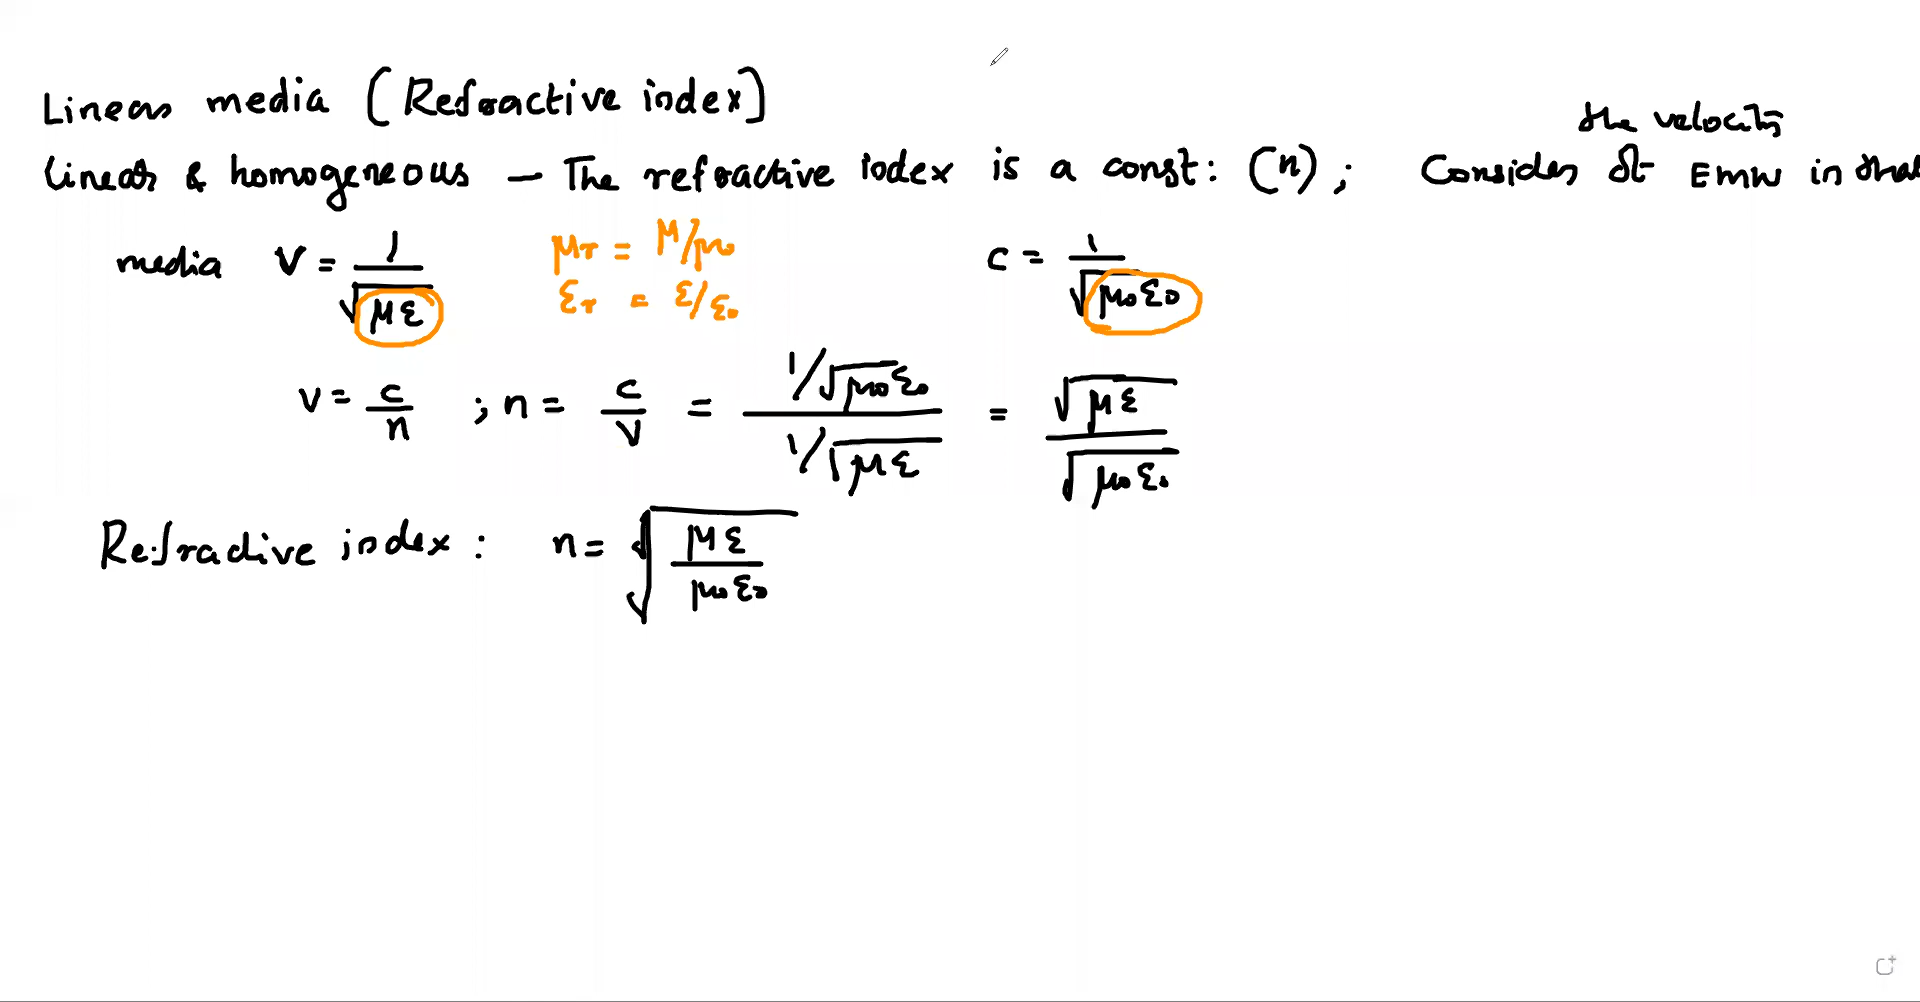 Linear media (Refractive index)
Linear & homogeneous — The refractive index is a const: (n) ; Consider the velocity of EMW in that
media V = 1/√με μr = μ/μ0 c = 1/√μ0ε0
εr = ε/ε0
v = c/n ; n = c/v = (1/√μ0ε0)/(1/√με) = √με/√μ0ε0
Refractive index : n = √(με/μ0ε0)